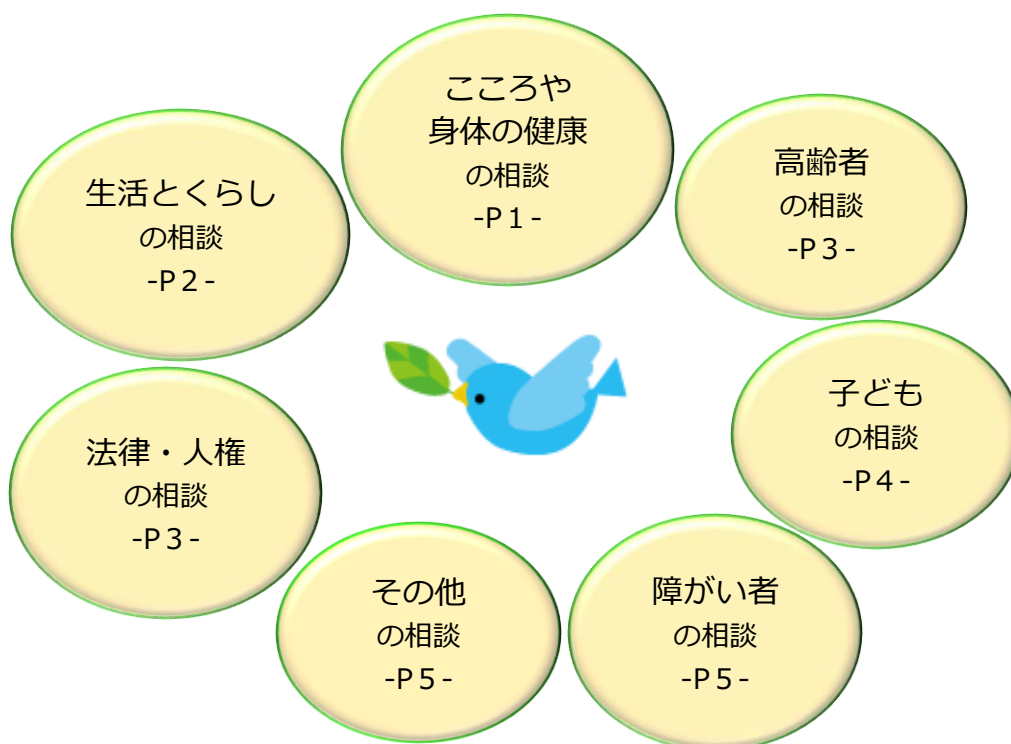 こころや
身体の健康
の相談
-P１-
生活とくらし
の相談
-P２-
高齢者
の相談
-P３-
子ども
の相談
-P４-
法律・人権
の相談
-P３-
その他
の相談
-P５-
障がい者
の相談
-P５-